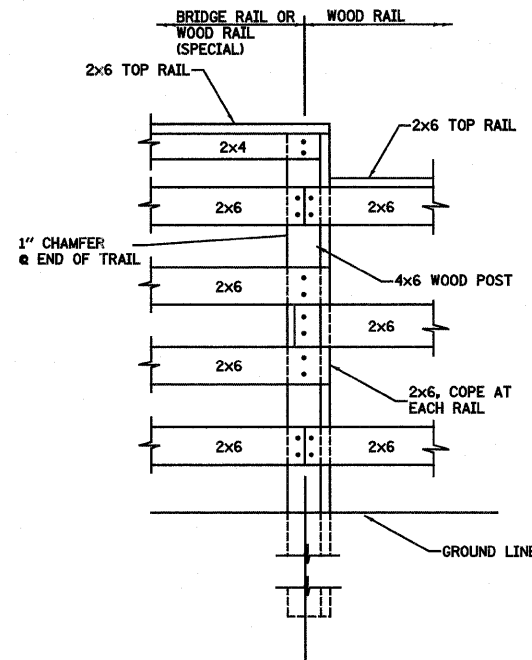 BRIDGE RAIL OR
WOOD RAIL
(SPECIAL)
WOOD RAIL
2x6 TOP RAIL
2x6 TOP RAIL
2x4
2x6
2x6
1" CHAMFER
@ END OF TRAIL
4x6 WOOD POST
2x6
2x6
2x6
2x6, COPE AT
EACH RAIL
2x6
2x6
GROUND LINE